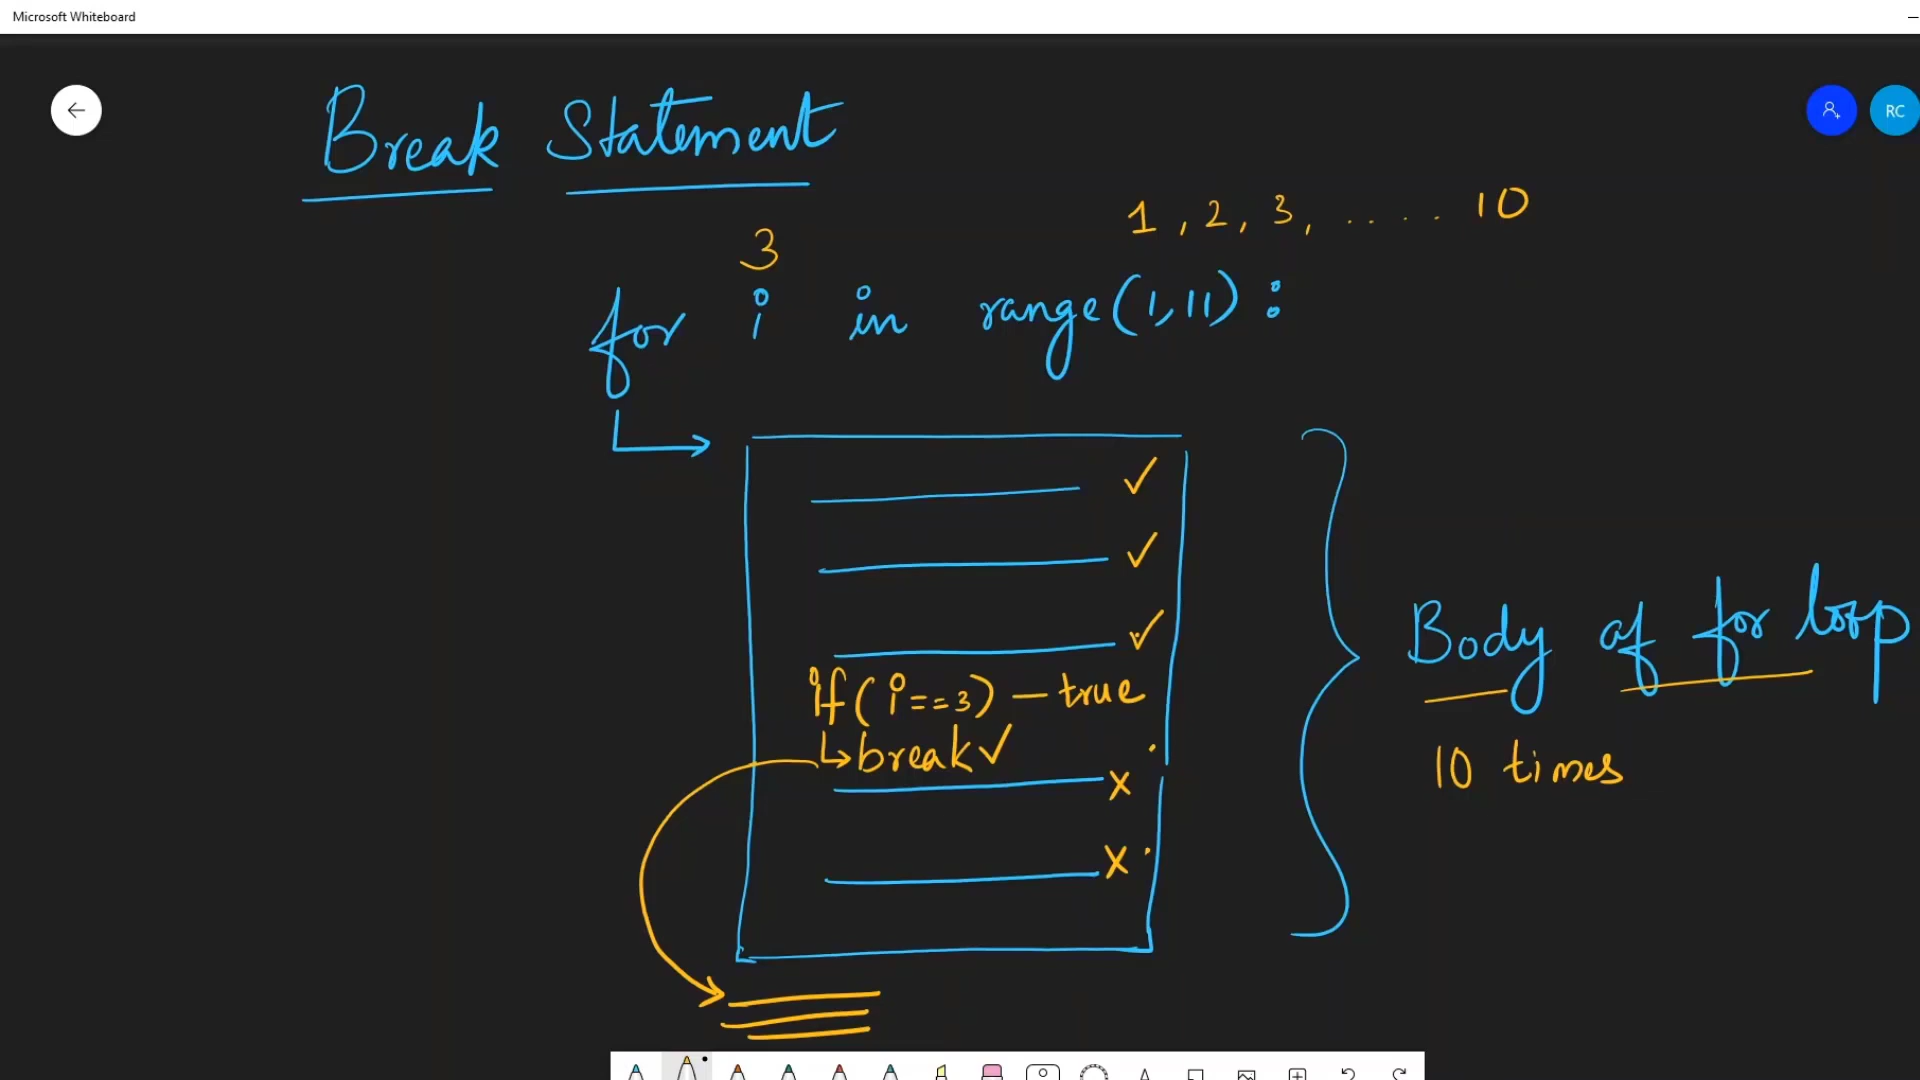 Microsoft Whiteboard
RC
Break Statement
1, 2, 3, ..... 10
3
for i in range(1,11) :
if(i==3) - true
break ✓
Body of for loop
10 times